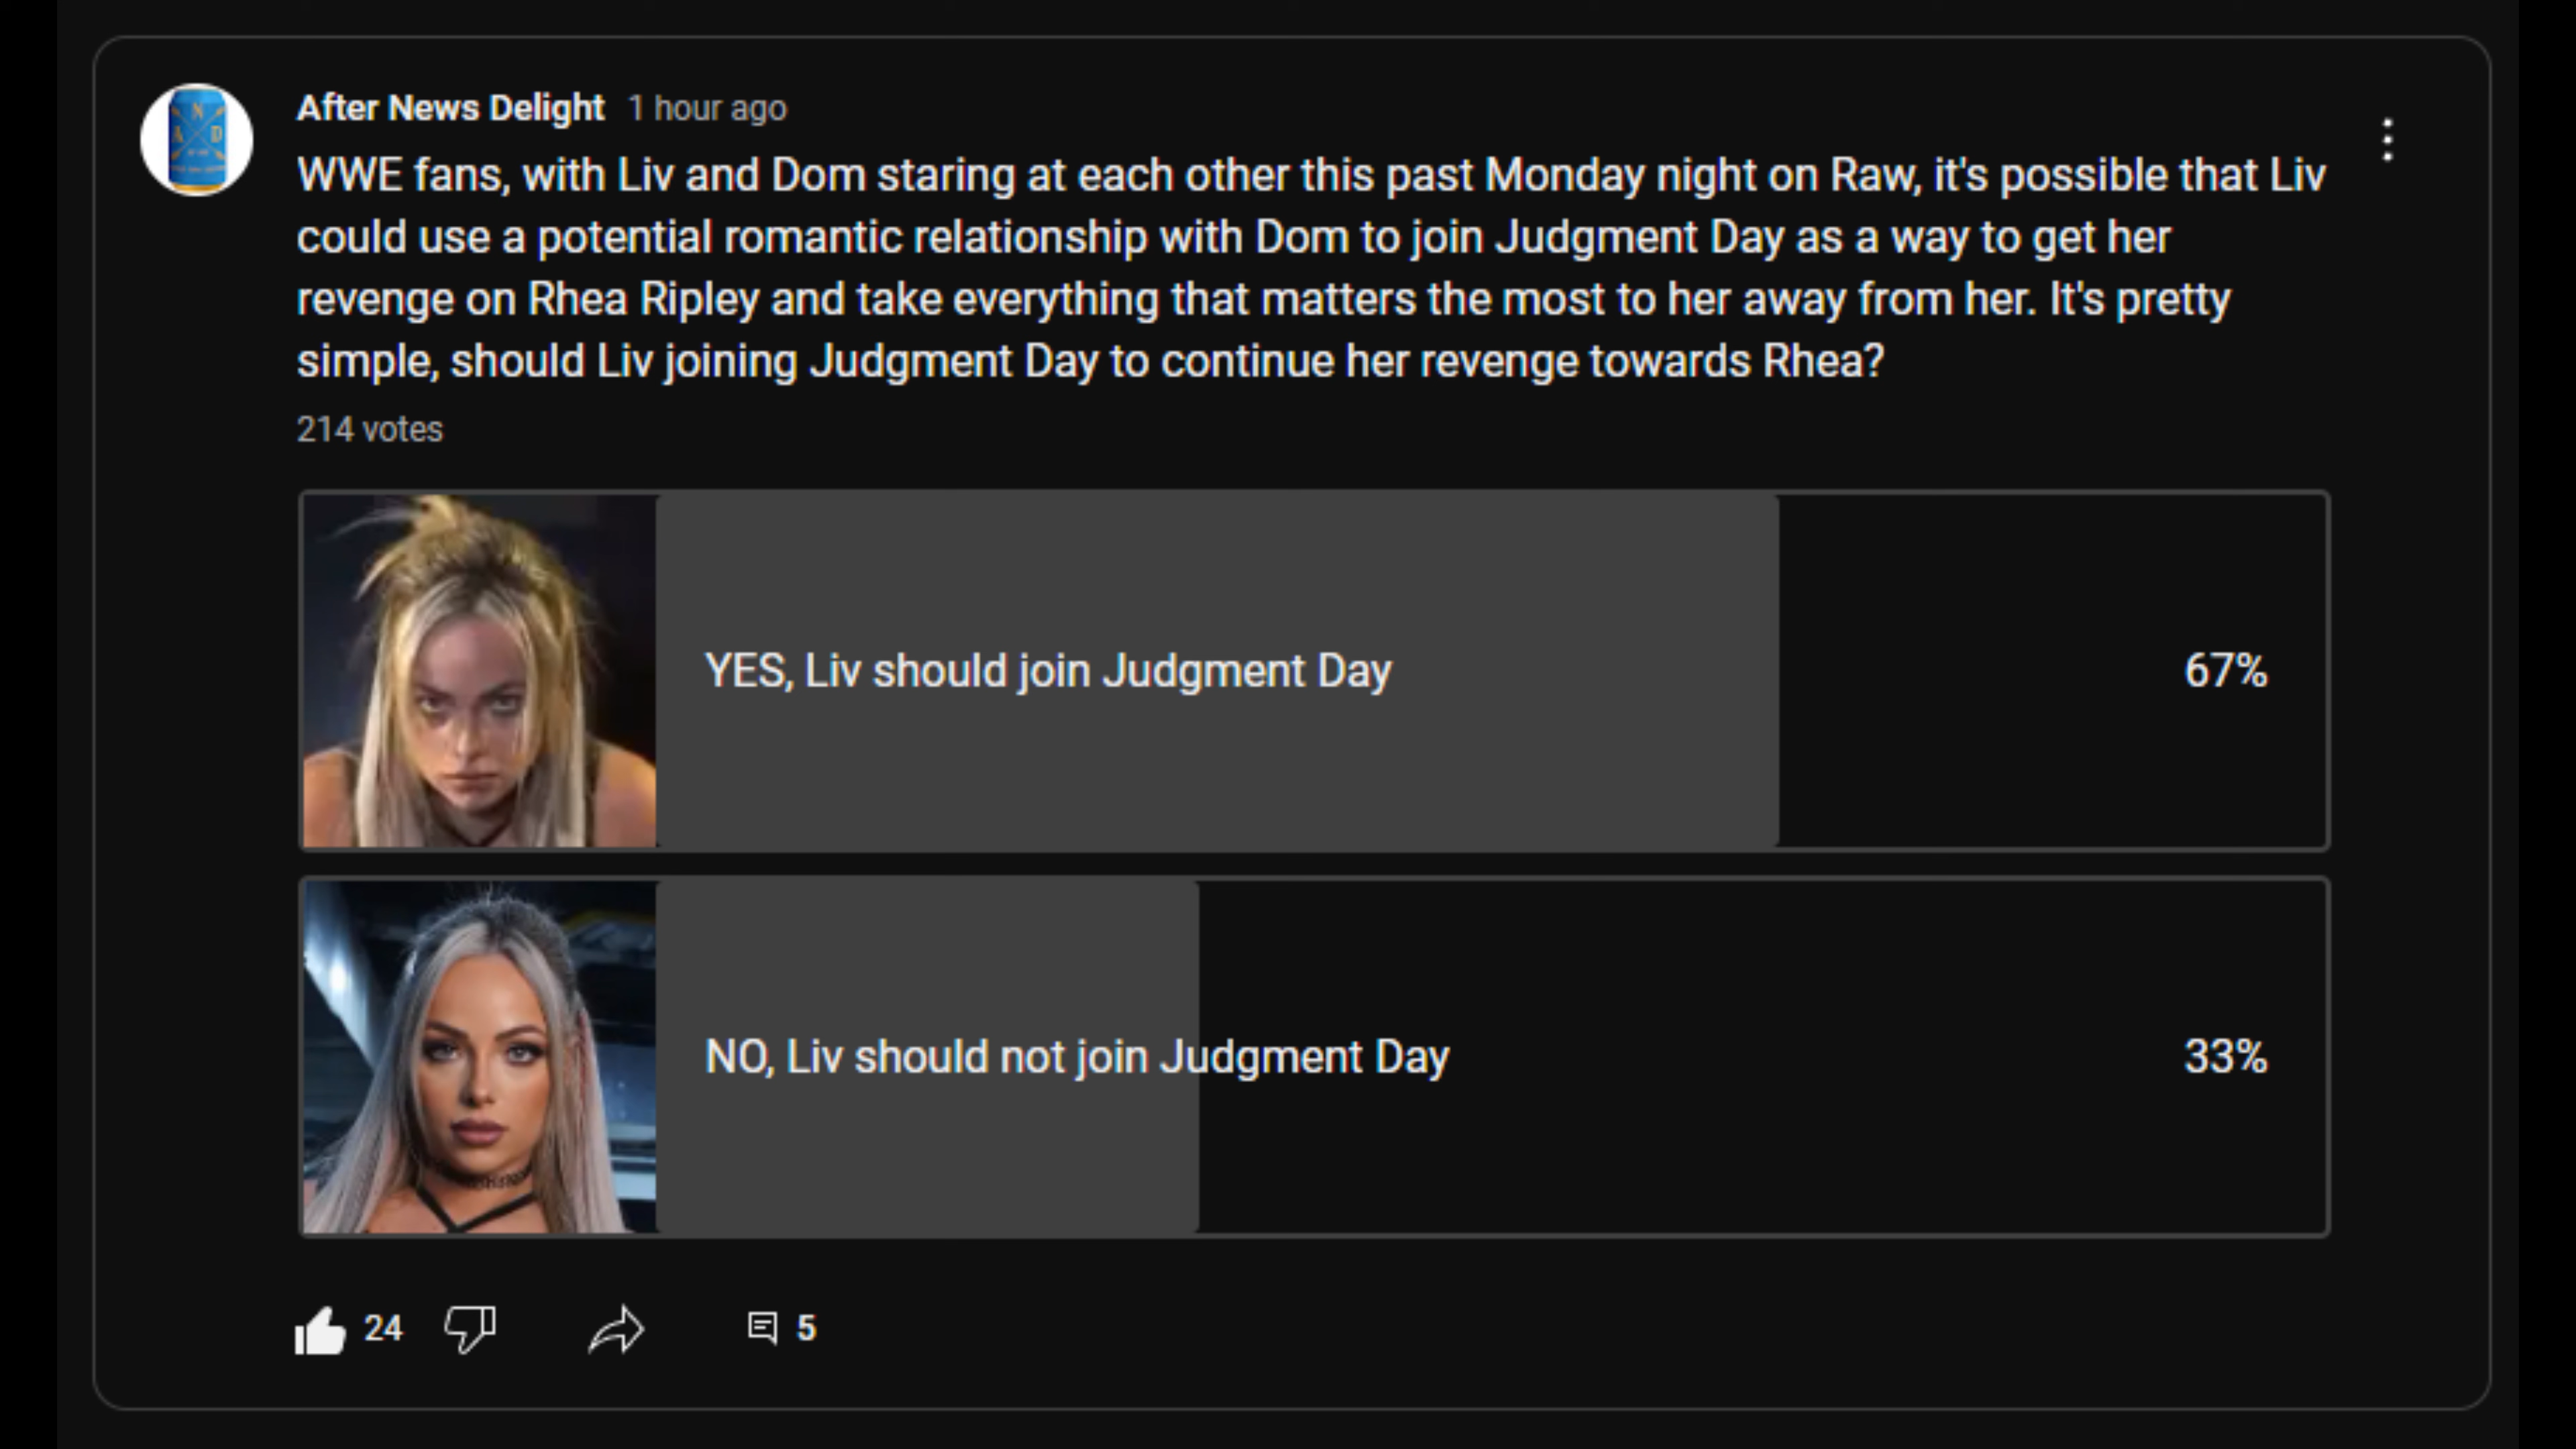 After News Delight 1 hour ago
WWE fans, with Liv and Dom staring at each other this past Monday night on Raw, it's possible that Liv
could use a potential romantic relationship with Dom to join Judgment Day as a way to get her
revenge on Rhea Ripley and take everything that matters the most to her away from her. It's pretty
simple, should Liv joining Judgment Day to continue her revenge towards Rhea?
214 votes
YES, Liv should join Judgment Day 67%
NO, Liv should not join Judgment Day 33%
24 5
N
A D